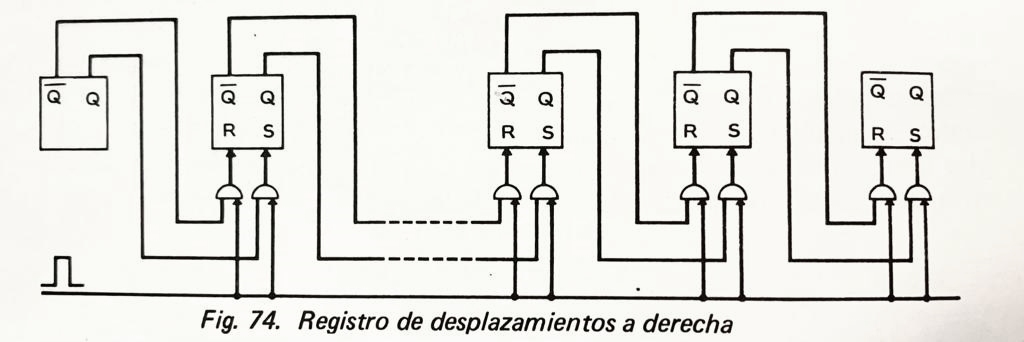 Q̅ Q Q̅ Q Q̅ Q Q̅ Q Q̅ Q
R S R S R S R S
Fig. 74. Registro de desplazamientos a derecha